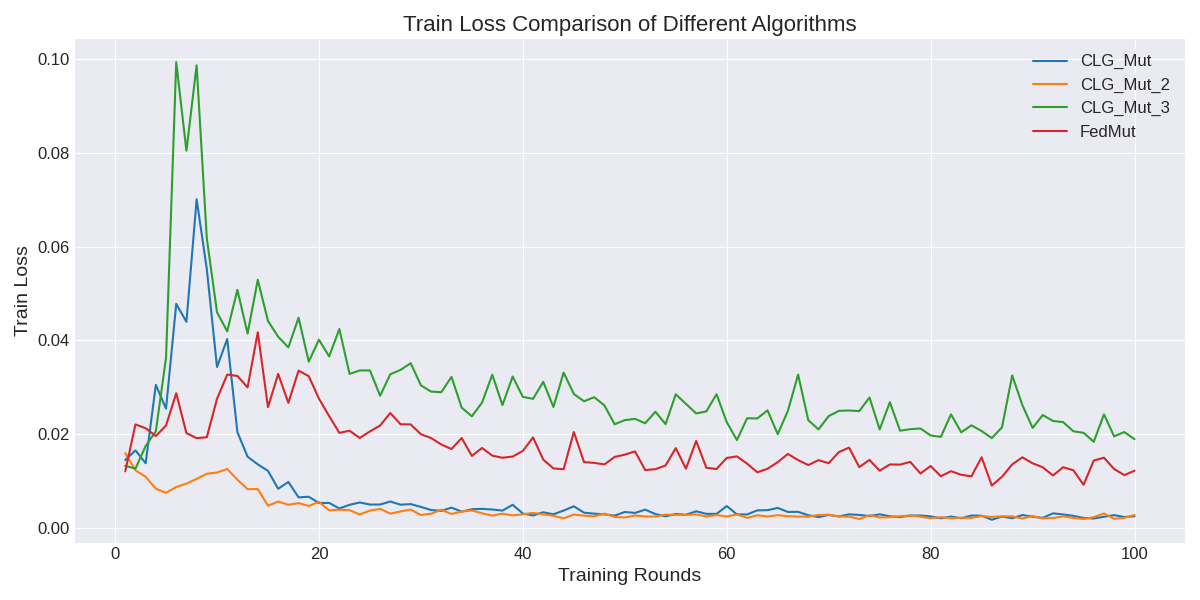 Train Loss Comparison of Different Algorithms
CLG_Mut
CLG_Mut_2
CLG_Mut_3
FedMut
Train Loss
0.10
0.08
0.06
0.04
0.02
0.00
0 20 40 60 80 100
Training Rounds